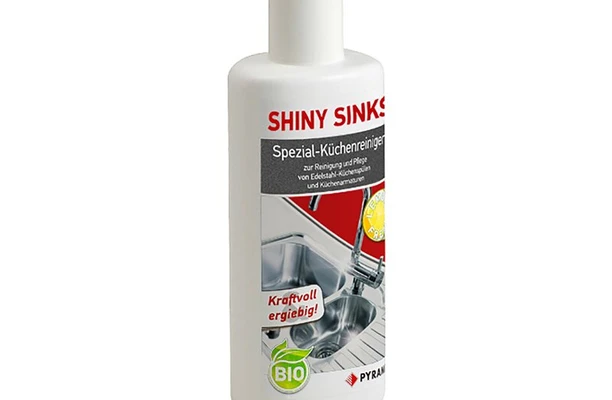 SHINY SINKS
Spezial-Küchenreiniger
zur Reinigung und Pflege
von Edelstahl-Küchenspülen
und Küchenarmaturen
Kraftvoll
ergiebig!
BIO
PYRAM